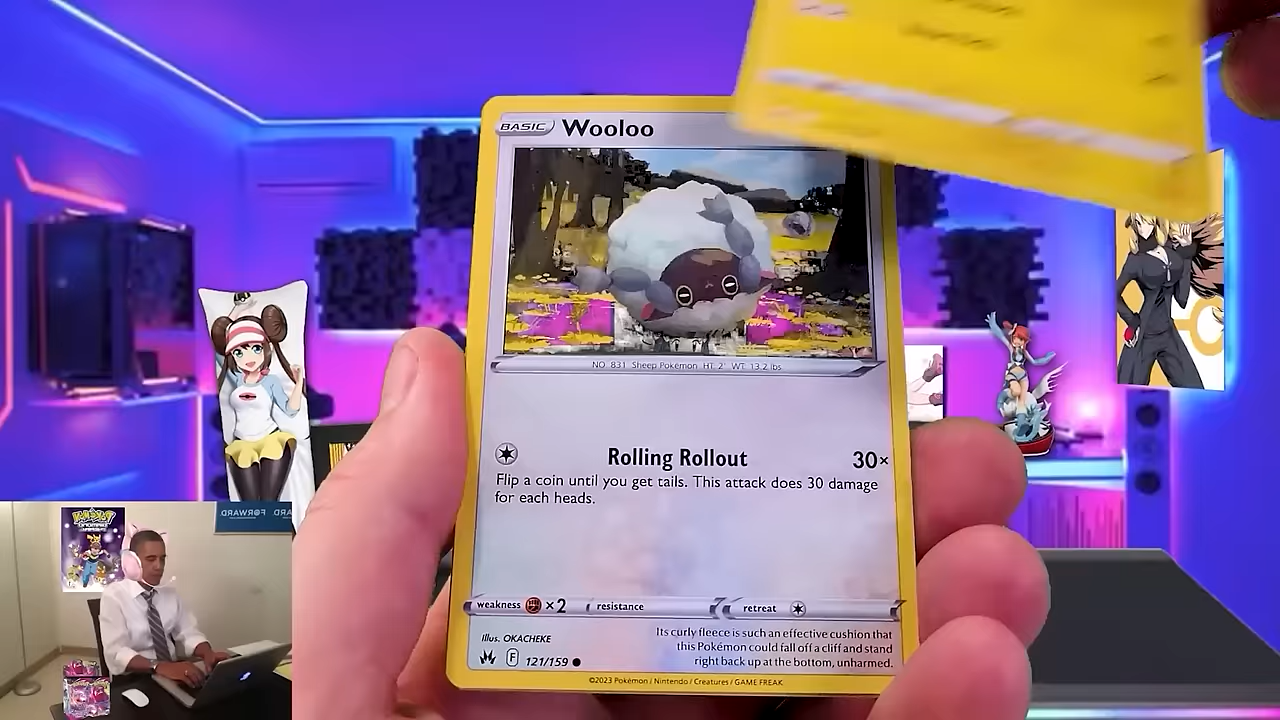 BASIC Wooloo
NO. 831 Sheep Pokémon HT. 2' WT. 13.2 lbs.
Rolling Rollout 30×
Flip a coin until you get tails. This attack does 30 damage
for each heads.
weakness ×2 resistance retreat
Illus. OKACHEKE
F 121/159
Its curly fleece is such an effective cushion that
this Pokémon could fall off a cliff and stand
right back up at the bottom, unharmed.
©2023 Pokémon / Nintendo / Creatures / GAME FREAK
FORWARD